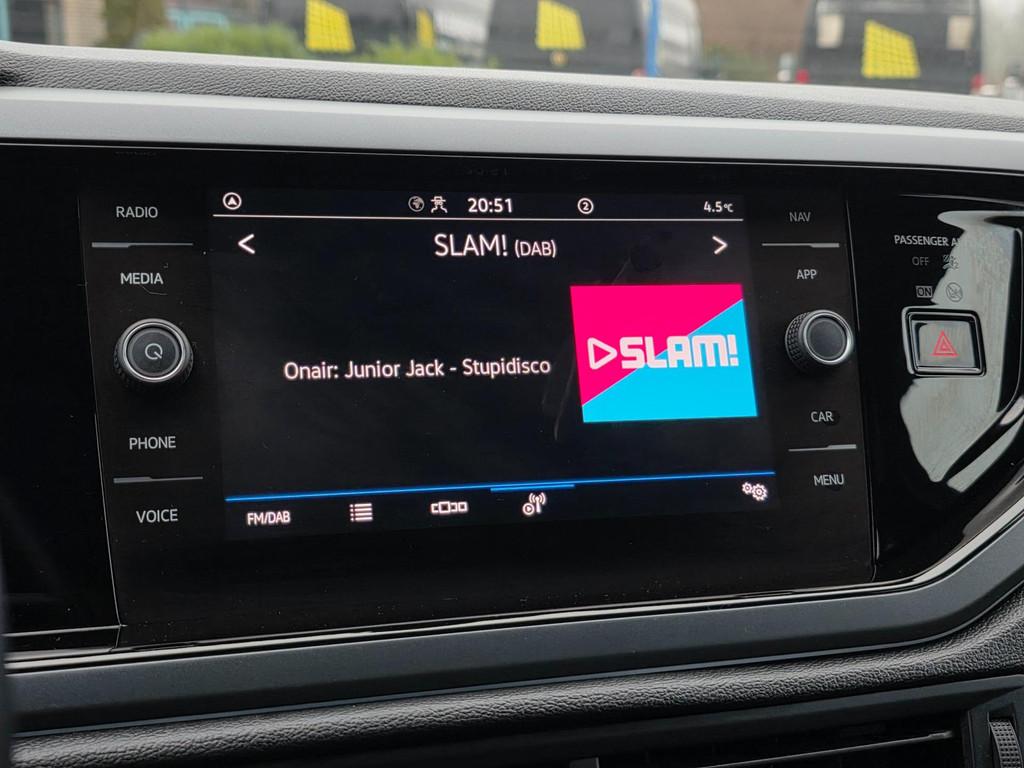 RADIO
MEDIA
PHONE
VOICE
20:51
2
4.5°C
SLAM! (DAB)
Onair: Junior Jack - Stupidisco
SLAM!
FM/DAB
NAV
APP
CAR
MENU
PASSENGER
OFF
ON